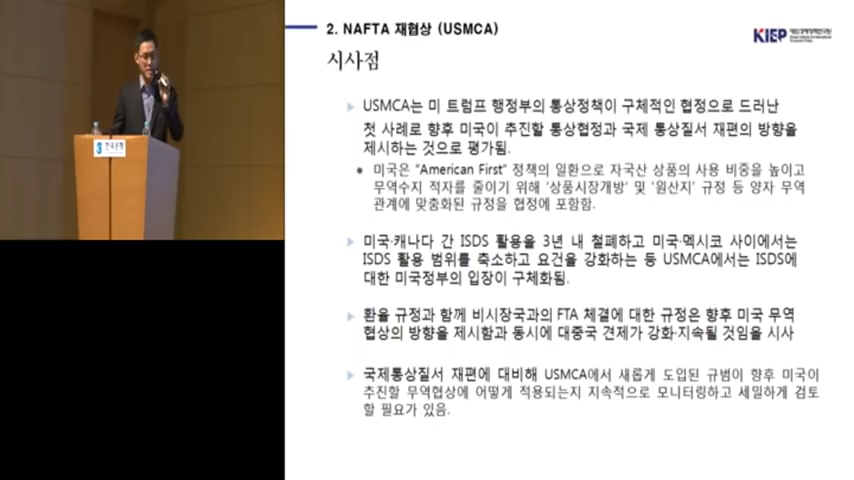 2. NAFTA 재협상 (USMCA)
KIEP 대외경제정책연구원
시사점
USMCA는 미 트럼프 행정부의 통상정책이 구체적인 협정으로 드러난
첫 사례로 향후 미국이 추진할 통상협정과 국제 통상질서 재편의 방향을
제시하는 것으로 평가됨.
미국은 "American First" 정책의 일환으로 자국산 상품의 사용 비중을 높이고
무역수지 적자를 줄이기 위해 '상품시장개방' 및 '원산지' 규정 등 양자 무역
관계에 맞춤화된 규정을 협정에 포함함.
미국·캐나다 간 ISDS 활용을 3년 내 철폐하고 미국·멕시코 사이에서는
ISDS 활용 범위를 축소하고 요건을 강화하는 등 USMCA에서는 ISDS에
대한 미국정부의 입장이 구체화됨.
환율 규정과 함께 비시장국과의 FTA 체결에 대한 규정은 향후 미국 무역
협상의 방향을 제시함과 동시에 대중국 견제가 강화·지속될 것임을 시사
국제통상질서 재편에 대비해 USMCA에서 새롭게 도입된 규범이 향후 미국이
추진할 무역협상에 어떻게 적용되는지 지속적으로 모니터링하고 세밀하게 검토
할 필요가 있음.
한국은행